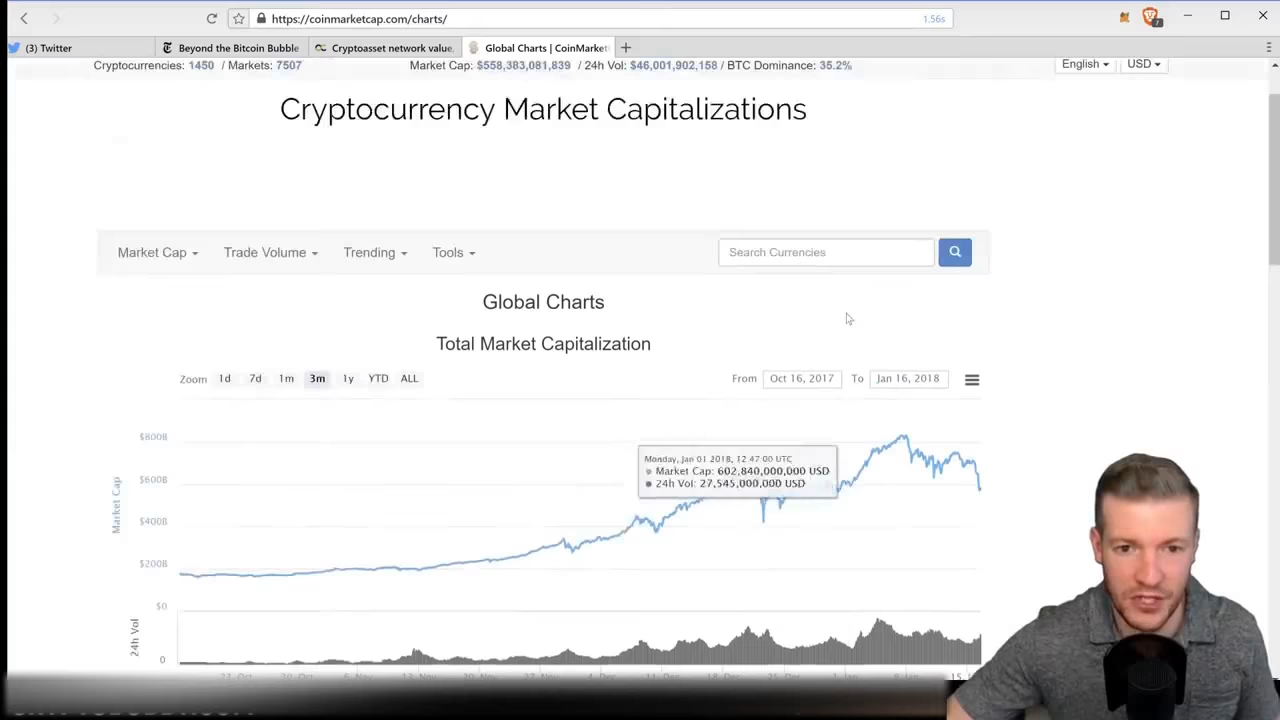 https://coinmarketcap.com/charts/
1.56s
(3) Twitter
Beyond the Bitcoin Bubble
Cryptoasset network value,
Global Charts | CoinMarket
Cryptocurrencies: 1450 / Markets: 7507
Market Cap: $558,383,081,839 / 24h Vol: $46,001,902,158 / BTC Dominance: 35.2%
English
USD
Cryptocurrency Market Capitalizations
Market Cap
Trade Volume
Trending
Tools
Search Currencies
Global Charts
Total Market Capitalization
Zoom 1d 7d 1m 3m 1y YTD ALL
From Oct 16, 2017 To Jan 16, 2018
$800B
$600B
$400B
$200B
$0
Market Cap
Monday, Jan 01 2018, 12:47:00 UTC
Market Cap: 602,840,000,000 USD
24h Vol: 27,545,000,000 USD
24h Vol
0